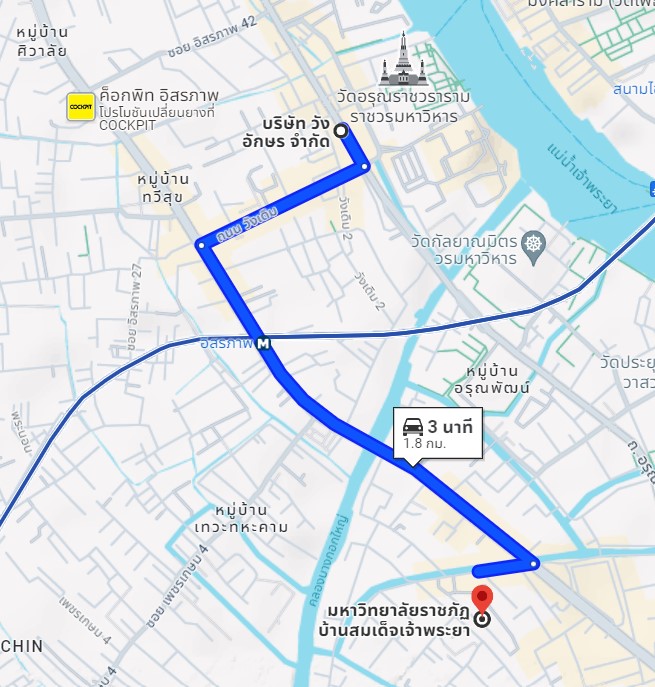 มงคลาราม (วัดโพ
หมู่บ้าน
ศิวาลัย
ซอย อิสรภาพ 42
สนามไช
COCKPIT
ค็อกพิท อิสรภาพ
โปรโมชันเปลี่ยนยางที่
COCKPIT
วัดอรุณราชวราราม
ราชวรมหาวิหาร
บริษัท วัง
อักษร จำกัด
แม่น้ำเจ้าพระยา
หมู่บ้าน
ทวีสุข
ถนน วังเดิม
วังเดิม 2
วัดกัลยาณมิตร
วรมหาวิหาร
ซอย อิสรภาพ 27
วังเดิม 2
อิสรภาพ
M
หมู่บ้าน
อรุณพัฒน์
วัดประยุ
วาสว
3 นาที
1.8 กม.
พระนอน
ถ. อรุณ
หมู่บ้าน
เทวะทหะคาม
คลองบางกอกใหญ่
เพชรเกษม 4
ซอย เพชรเกษม 4
มหาวิทยาลัยราชภัฏ
บ้านสมเด็จเจ้าพระยา
CHIN